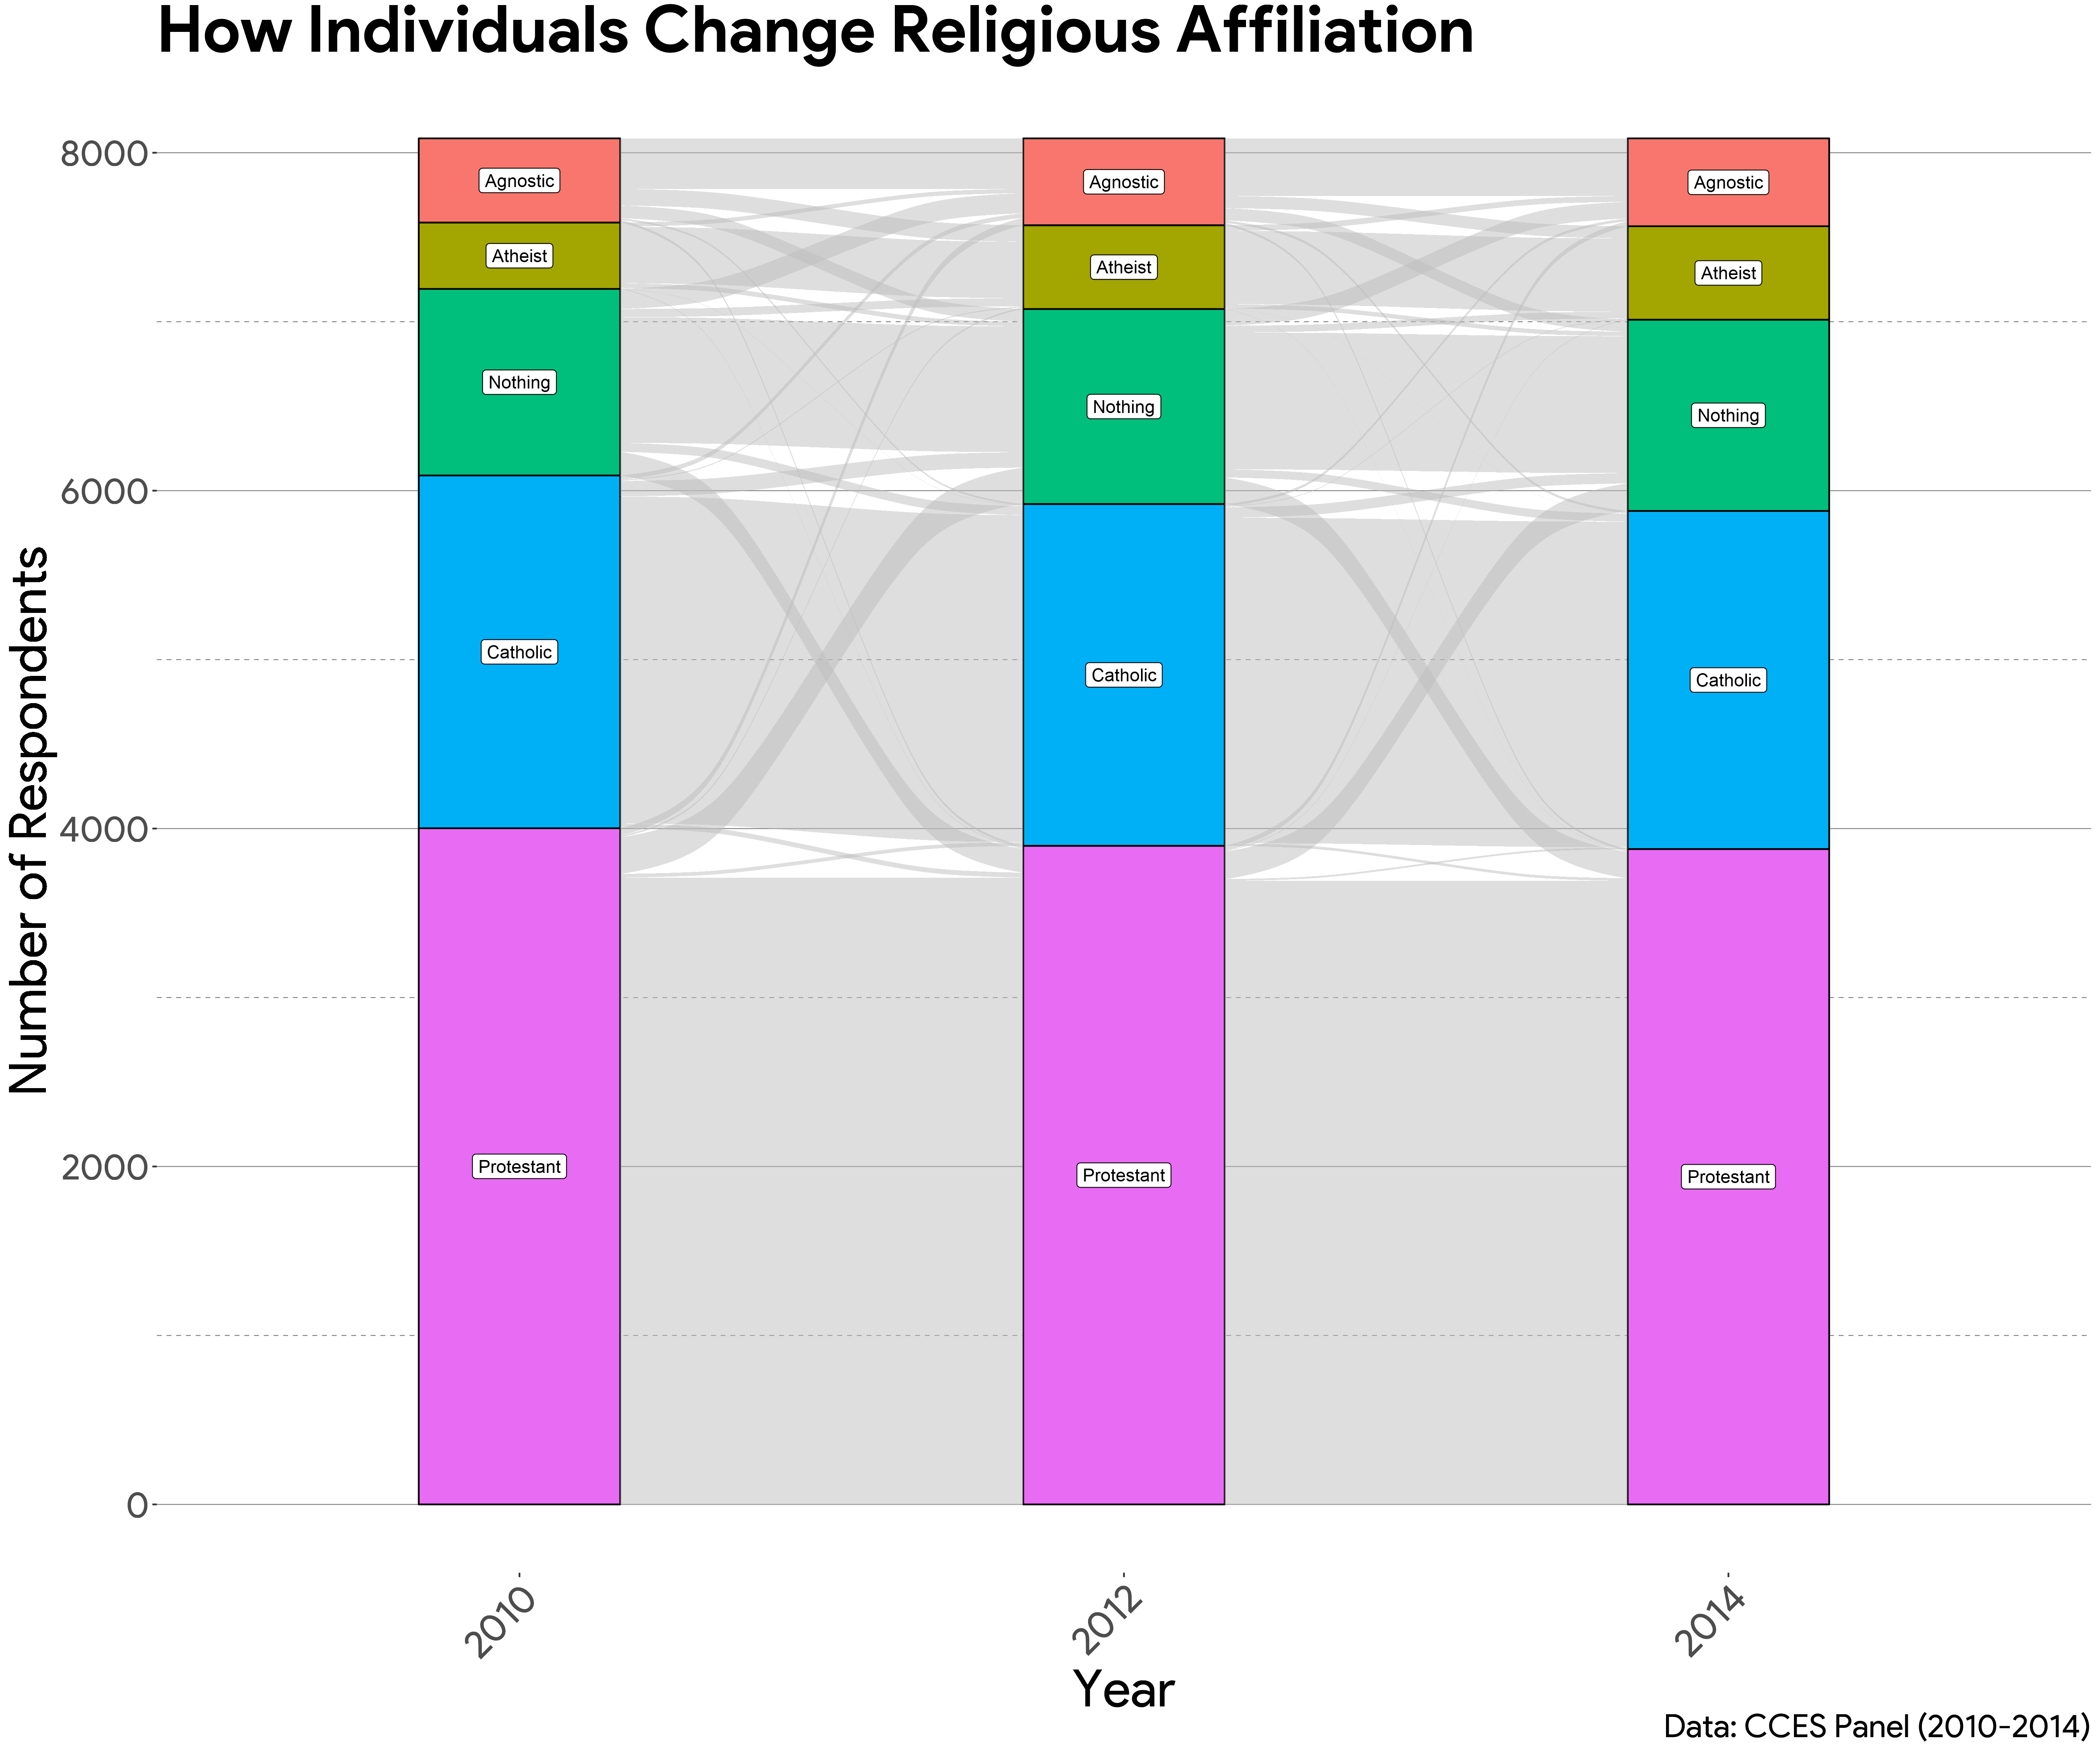 How Individuals Change Religious Affiliation
Number of Respondents
8000
6000
4000
2000
0
Agnostic
Atheist
Nothing
Catholic
Protestant
Agnostic
Atheist
Nothing
Catholic
Protestant
Agnostic
Atheist
Nothing
Catholic
Protestant
2010
2012
2014
Year
Data: CCES Panel (2010-2014)